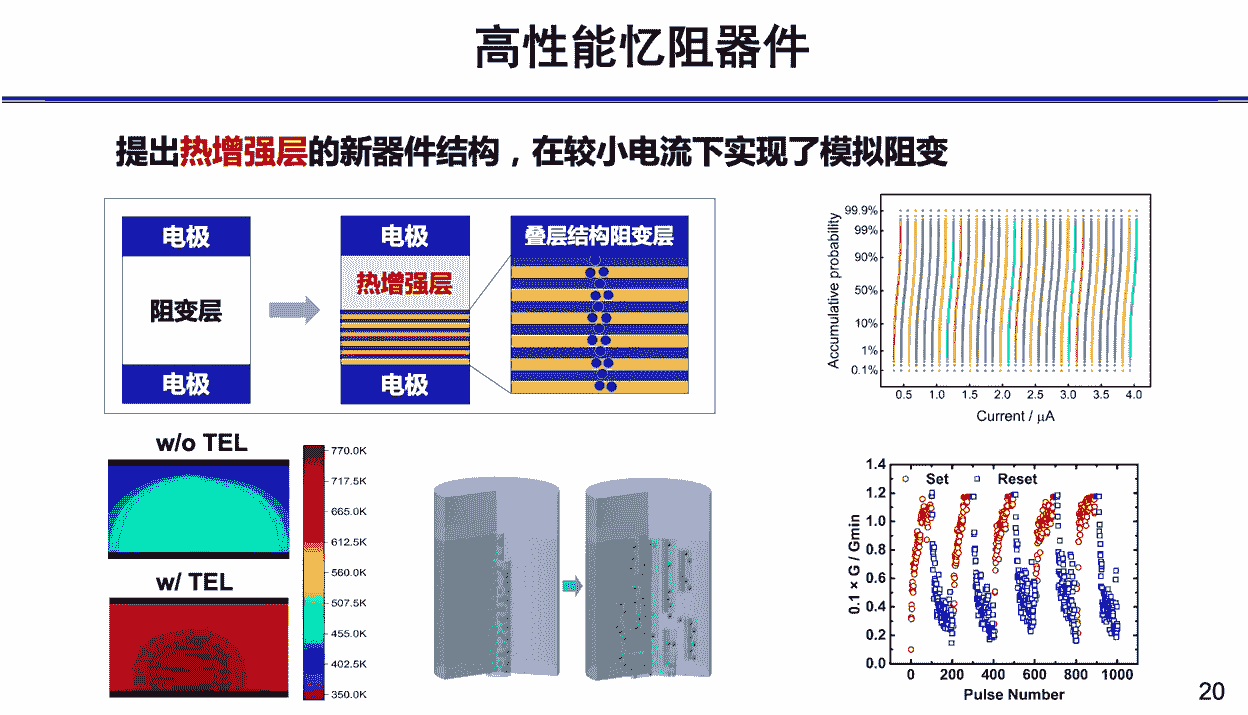 高性能忆阻器件
提出热增强层的新器件结构，在较小电流下实现了模拟阻变
电极
阻变层
电极
电极
热增强层
电极
叠层结构阻变层
99.9%
99%
90%
50%
10%
1%
0.1%
Accumulative probability
0.5 1.0 1.5 2.0 2.5 3.0 3.5 4.0
Current / μA
w/o TEL
w/ TEL
770.0K
717.5K
665.0K
612.5K
560.0K
507.5K
455.0K
402.5K
350.0K
Set Reset
1.4
1.2
1.0
0.8
0.6
0.4
0.2
0.0
0.1 × G / Gmin
0 200 400 600 800 1000
Pulse Number
20